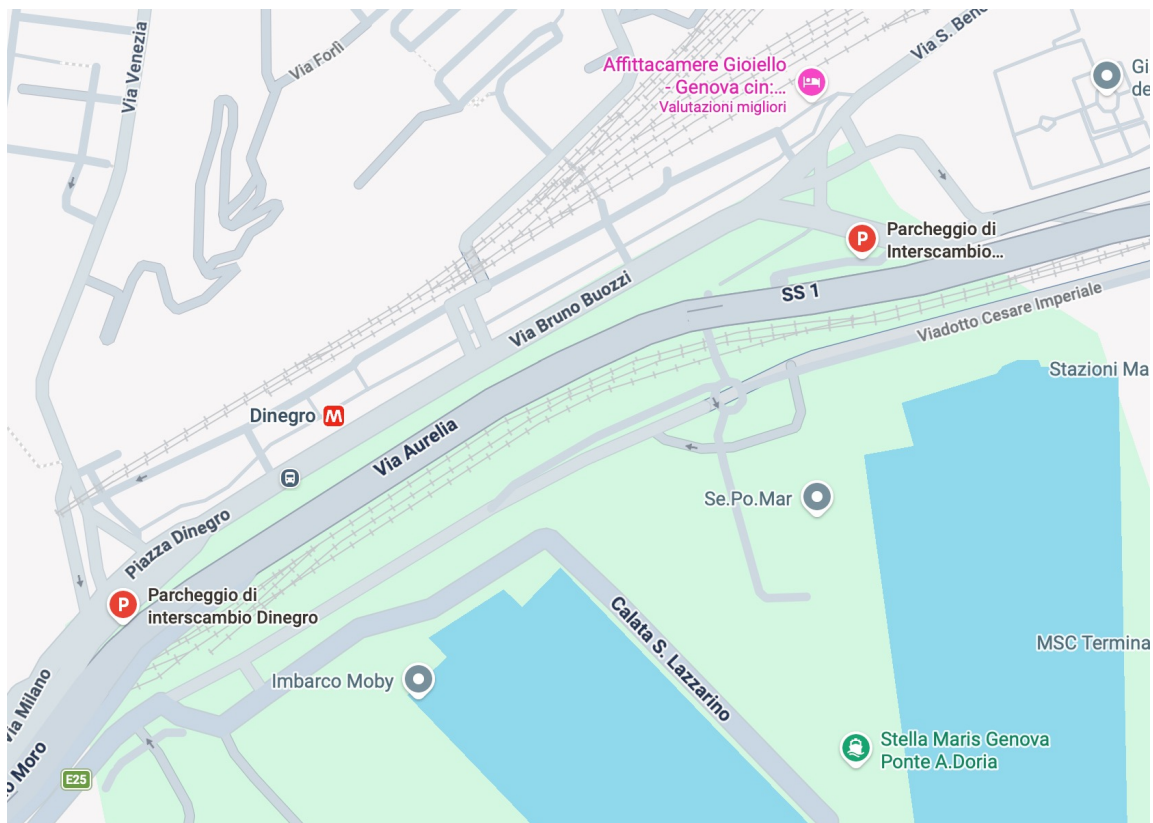 Via Venezia
Via Forlì
Affittacamere Gioiello
- Genova cin:...
Valutazioni migliori
Via S. Bene
Gi
de
Parcheggio di
Interscambio...
SS 1
Via Bruno Buozzi
Viadotto Cesare Imperiale
Stazioni Ma
Dinegro
M
Via Aurelia
Se.Po.Mar
Piazza Dinegro
P
P
Parcheggio di
interscambio Dinegro
Calata S. Lazzarino
MSC Termina
Imbarco Moby
Via Milano
o Moro
Stella Maris Genova
Ponte A.Doria
E25